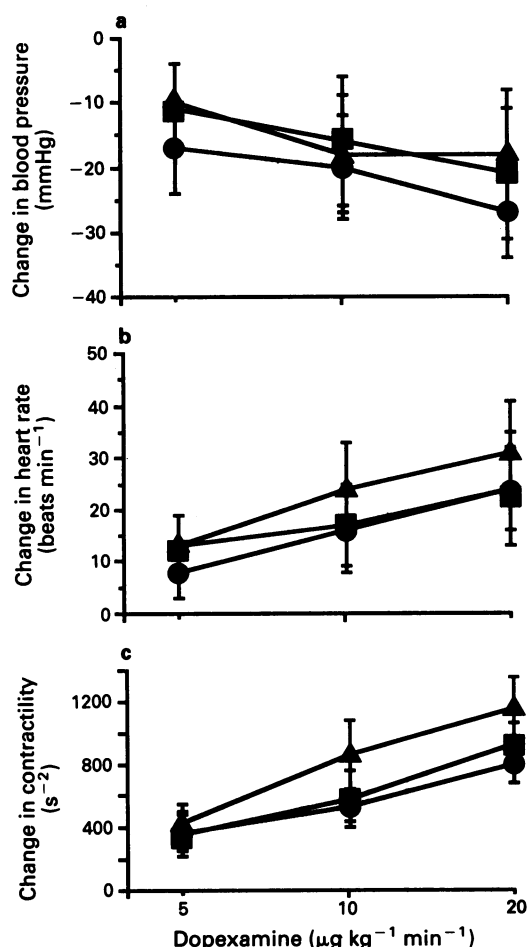 a
0
−10
−20
−30
−40
Change in blood pressure
(mmHg)
b
50
40
30
20
10
0
Change in heart rate
(beats min⁻¹)
c
1200
800
400
0
Change in contractility
(s⁻²)
5
10
20
Dopexamine (µg kg⁻¹ min⁻¹)